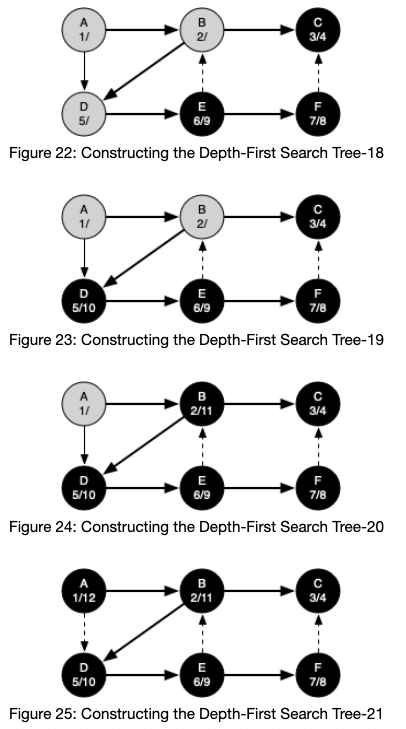 A B C
1/ 2/ 3/4
D E F
5/ 6/9 7/8
Figure 22: Constructing the Depth-First Search Tree-18
A B C
1/ 2/ 3/4
D E F
5/10 6/9 7/8
Figure 23: Constructing the Depth-First Search Tree-19
A B C
1/ 2/11 3/4
D E F
5/10 6/9 7/8
Figure 24: Constructing the Depth-First Search Tree-20
A B C
1/12 2/11 3/4
D E F
5/10 6/9 7/8
Figure 25: Constructing the Depth-First Search Tree-21